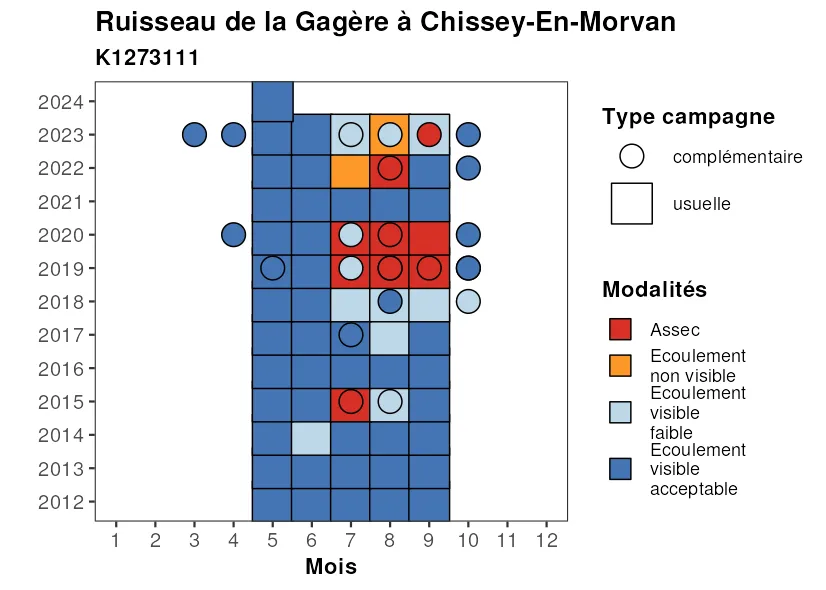 Ruisseau de la Gagère à Chissey-En-Morvan
K1273111
2024
2023
2022
2021
2020
2019
2018
2017
2016
2015
2014
2013
2012
1 2 3 4 5 6 7 8 9 10 11 12
Mois
Type campagne
complémentaire
usuelle
Modalités
Assec
Ecoulement
non visible
Ecoulement
visible
faible
Ecoulement
visible
acceptable